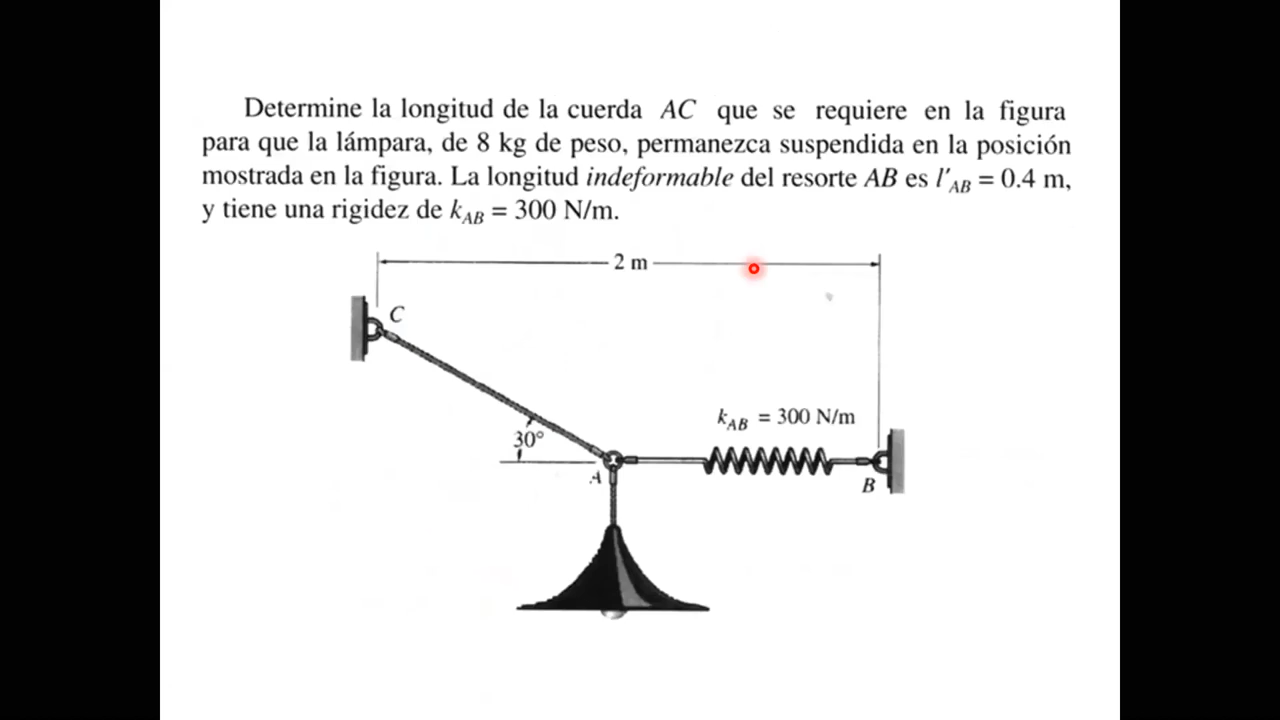 Determine la longitud de la cuerda AC que se requiere en la figura
para que la lámpara, de 8 kg de peso, permanezca suspendida en la posición
mostrada en la figura. La longitud indeformable del resorte AB es l'AB = 0.4 m,
y tiene una rigidez de kAB = 300 N/m.
2 m
C
kAB = 300 N/m
30°
A
B